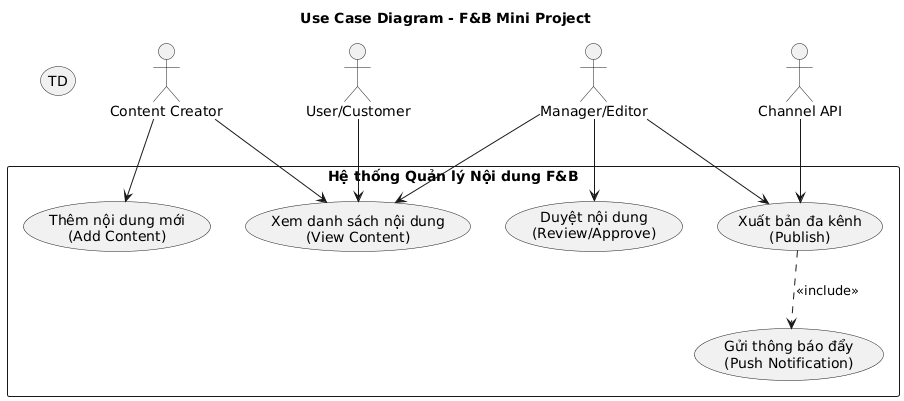 Use Case Diagram - F&B Mini Project
TD
Content Creator
User/Customer
Manager/Editor
Channel API
Hệ thống Quản lý Nội dung F&B
Thêm nội dung mới
(Add Content)
Xem danh sách nội dung
(View Content)
Duyệt nội dung
(Review/Approve)
Xuất bản đa kênh
(Publish)
«include»
Gửi thông báo đẩy
(Push Notification)